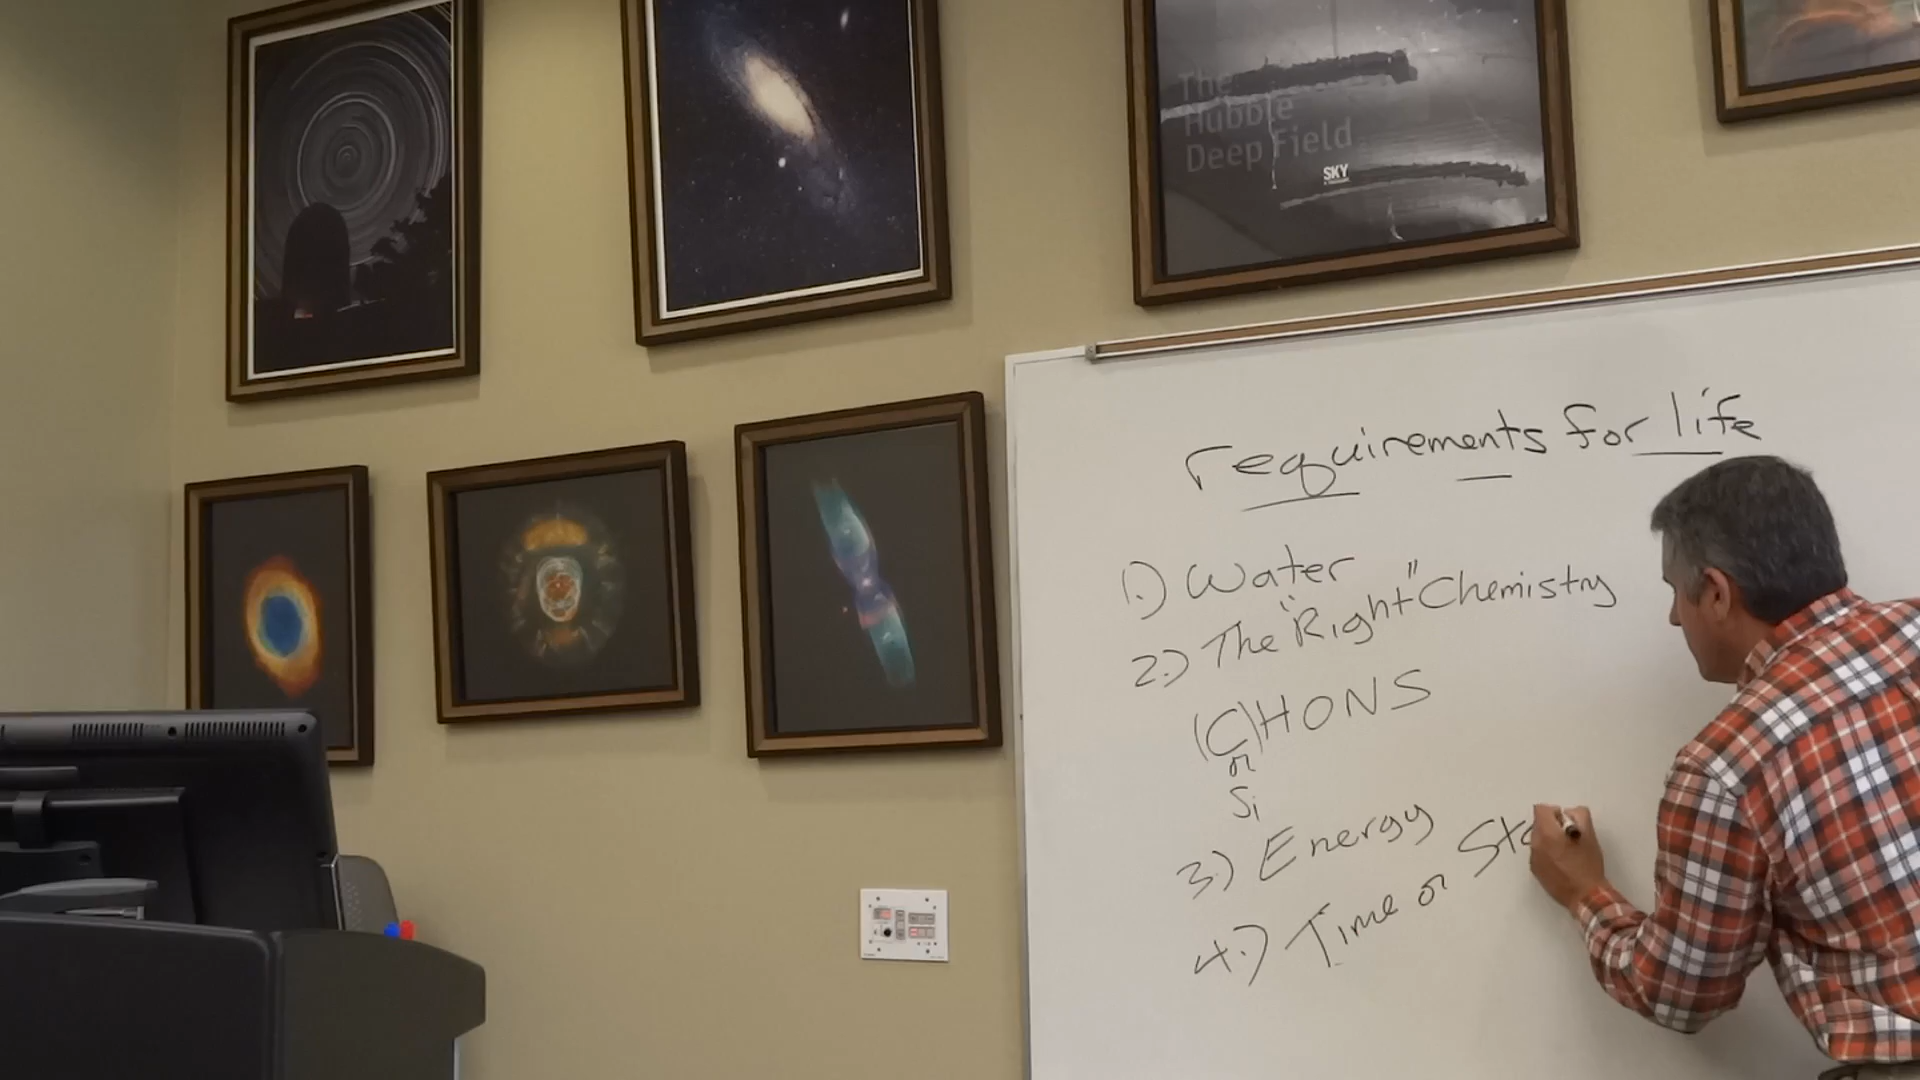 The
Hubble
Deep Field
SKY
requirements for life
1.) Water
2.) The "Right" Chemistry
(C)HONS
or
Si
3.) Energy
4.) Time or